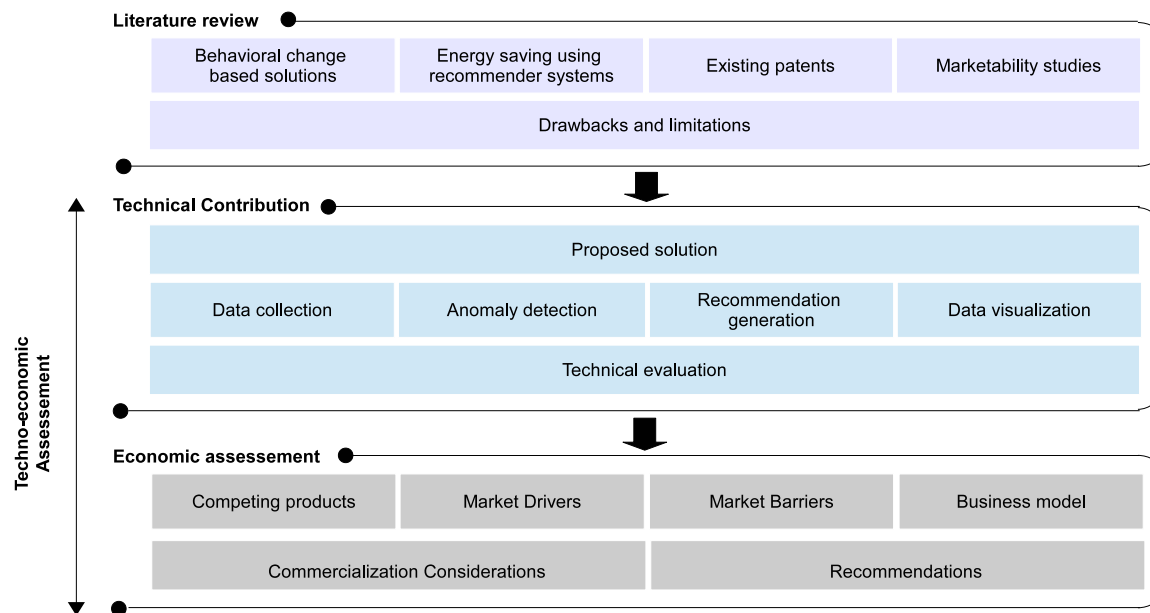 Literature review
Behavioral change
based solutions
Energy saving using
recommender systems
Existing patents
Marketability studies
Drawbacks and limitations
Technical Contribution
Proposed solution
Data collection
Anomaly detection
Recommendation
generation
Data visualization
Technical evaluation
Techno-economic
Assessment
Economic assessement
Competing products
Market Drivers
Market Barriers
Business model
Commercialization Considerations
Recommendations